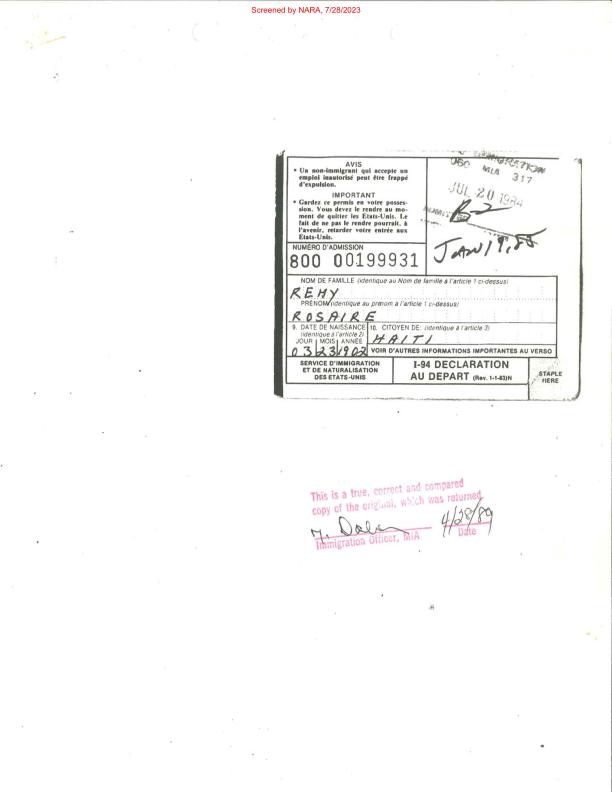 Screened by NARA, 7/28/2023
AVIS
• Un non-immigrant qui accepte un
emploi inautorisé peut être frappé
d'expulsion.
IMPORTANT
• Gardez ce permis en votre posses-
sion. Vous devez le rendre au mo-
ment de quitter les Etats-Unis. Le
fait de ne pas le rendre pourrait, à
l'avenir, retarder votre entrée aux
Etats-Unis.
IMMIGRATION
MIA 317
JUL 20 1984
B-2
JAN 19, 85
NUMÉRO D'ADMISSION
800 00199931
NOM DE FAMILLE (identique au Nom de famille à l'article 1 ci-dessus)
REMY
PRÉNOM (identique au prénom à l'article 1 ci-dessus)
ROSAIRE
9. DATE DE NAISSANCE 10. CITOYEN DE: (identique à l'article 3)
(identique à l'article 2)
JOUR MOIS ANNÉE HAITI
03 23 1902 VOIR D'AUTRES INFORMATIONS IMPORTANTES AU VERSO
SERVICE D'IMMIGRATION
ET DE NATURALISATION
DES ETATS-UNIS
I-94 DECLARATION
AU DEPART (Rev. 1-1-83)N
STAPLE
HERE
This is a true, correct and compared
copy of the original, which was returned
4/28/89
Immigration Officer, MIA Date